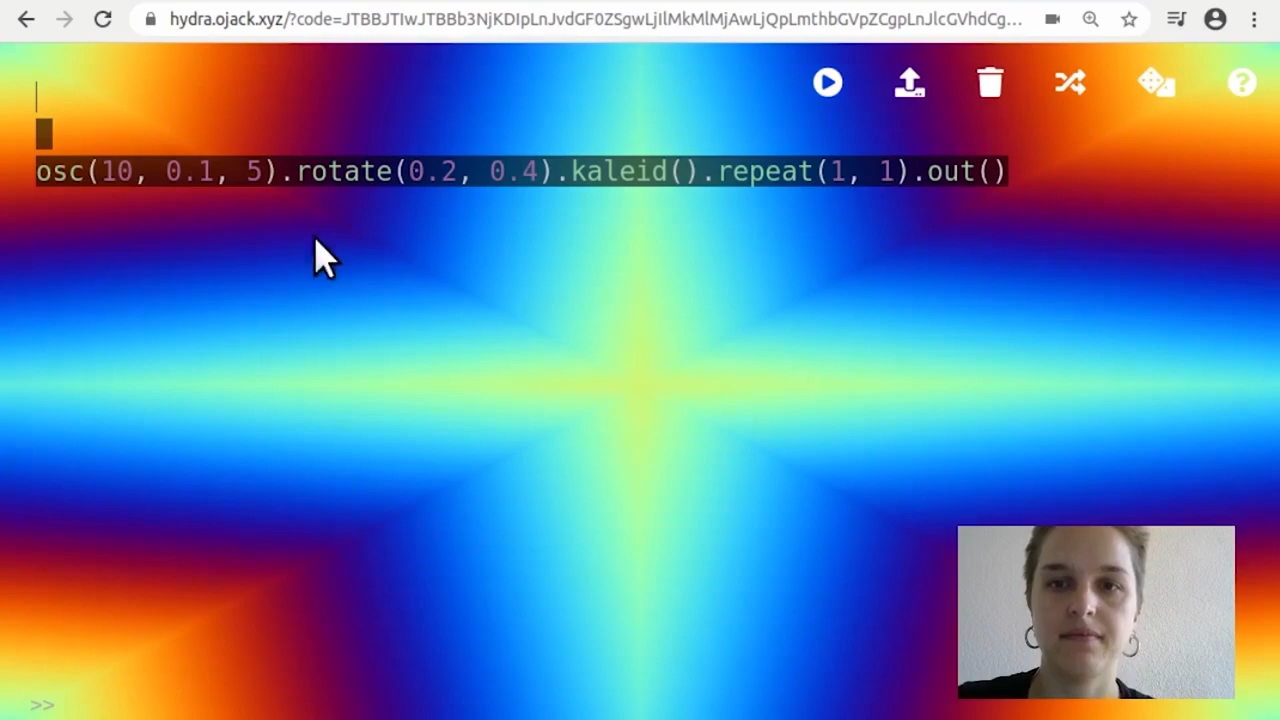 hydra.ojack.xyz/?code=JTBBJTIwJTBBb3NjKDIpLnJvdGF0ZSgwLjIlMkMlMjAwLjQpLmthbGVpZCgpLnJlcGVhdCg...
osc(10, 0.1, 5).rotate(0.2, 0.4).kaleid().repeat(1, 1).out()
>>